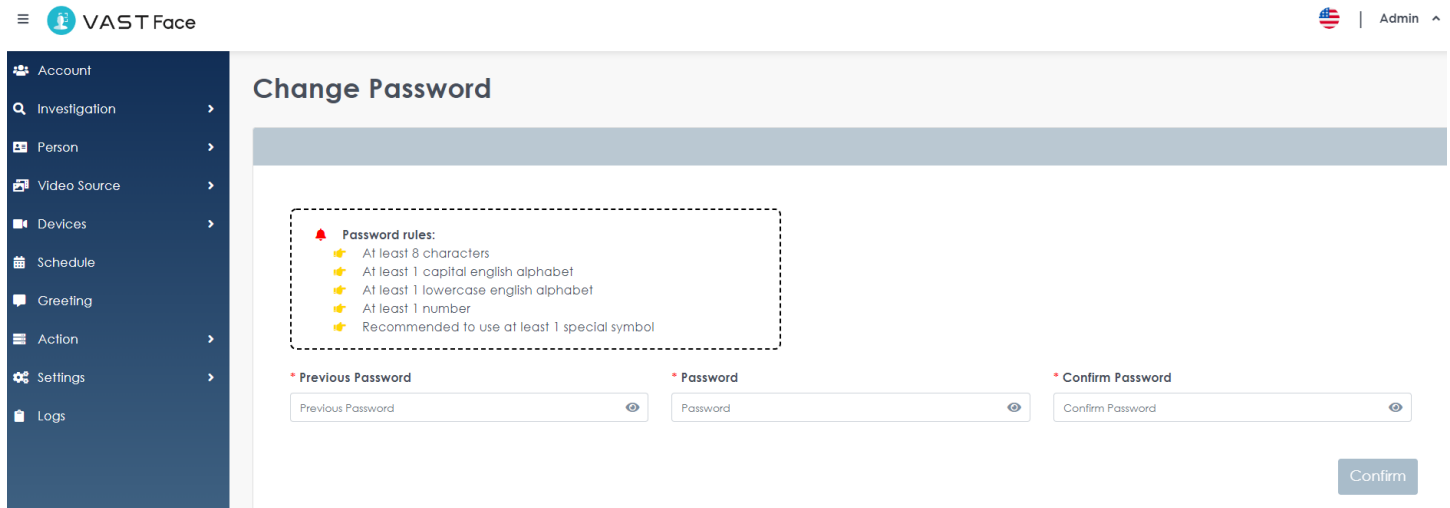 VAST Face
Admin
Account
Investigation
Person
Video Source
Devices
Schedule
Greeting
Action
Settings
Logs
Change Password
Password rules:
At least 8 characters
At least 1 capital english alphabet
At least 1 lowercase english alphabet
At least 1 number
Recommended to use at least 1 special symbol
* Previous Password
* Password
* Confirm Password
Previous Password
Password
Confirm Password
Confirm